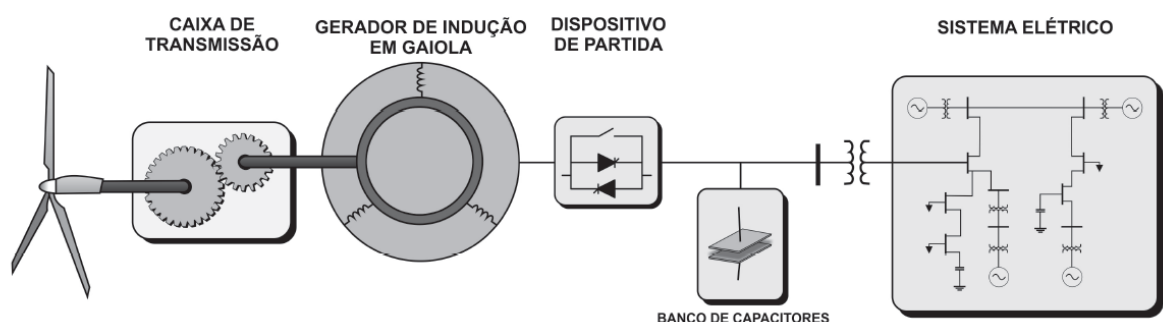 CAIXA DE
TRANSMISSÃO
GERADOR DE INDUÇÃO
EM GAIOLA
DISPOSITIVO
DE PARTIDA
SISTEMA ELÉTRICO
BANCO DE CAPACITORES